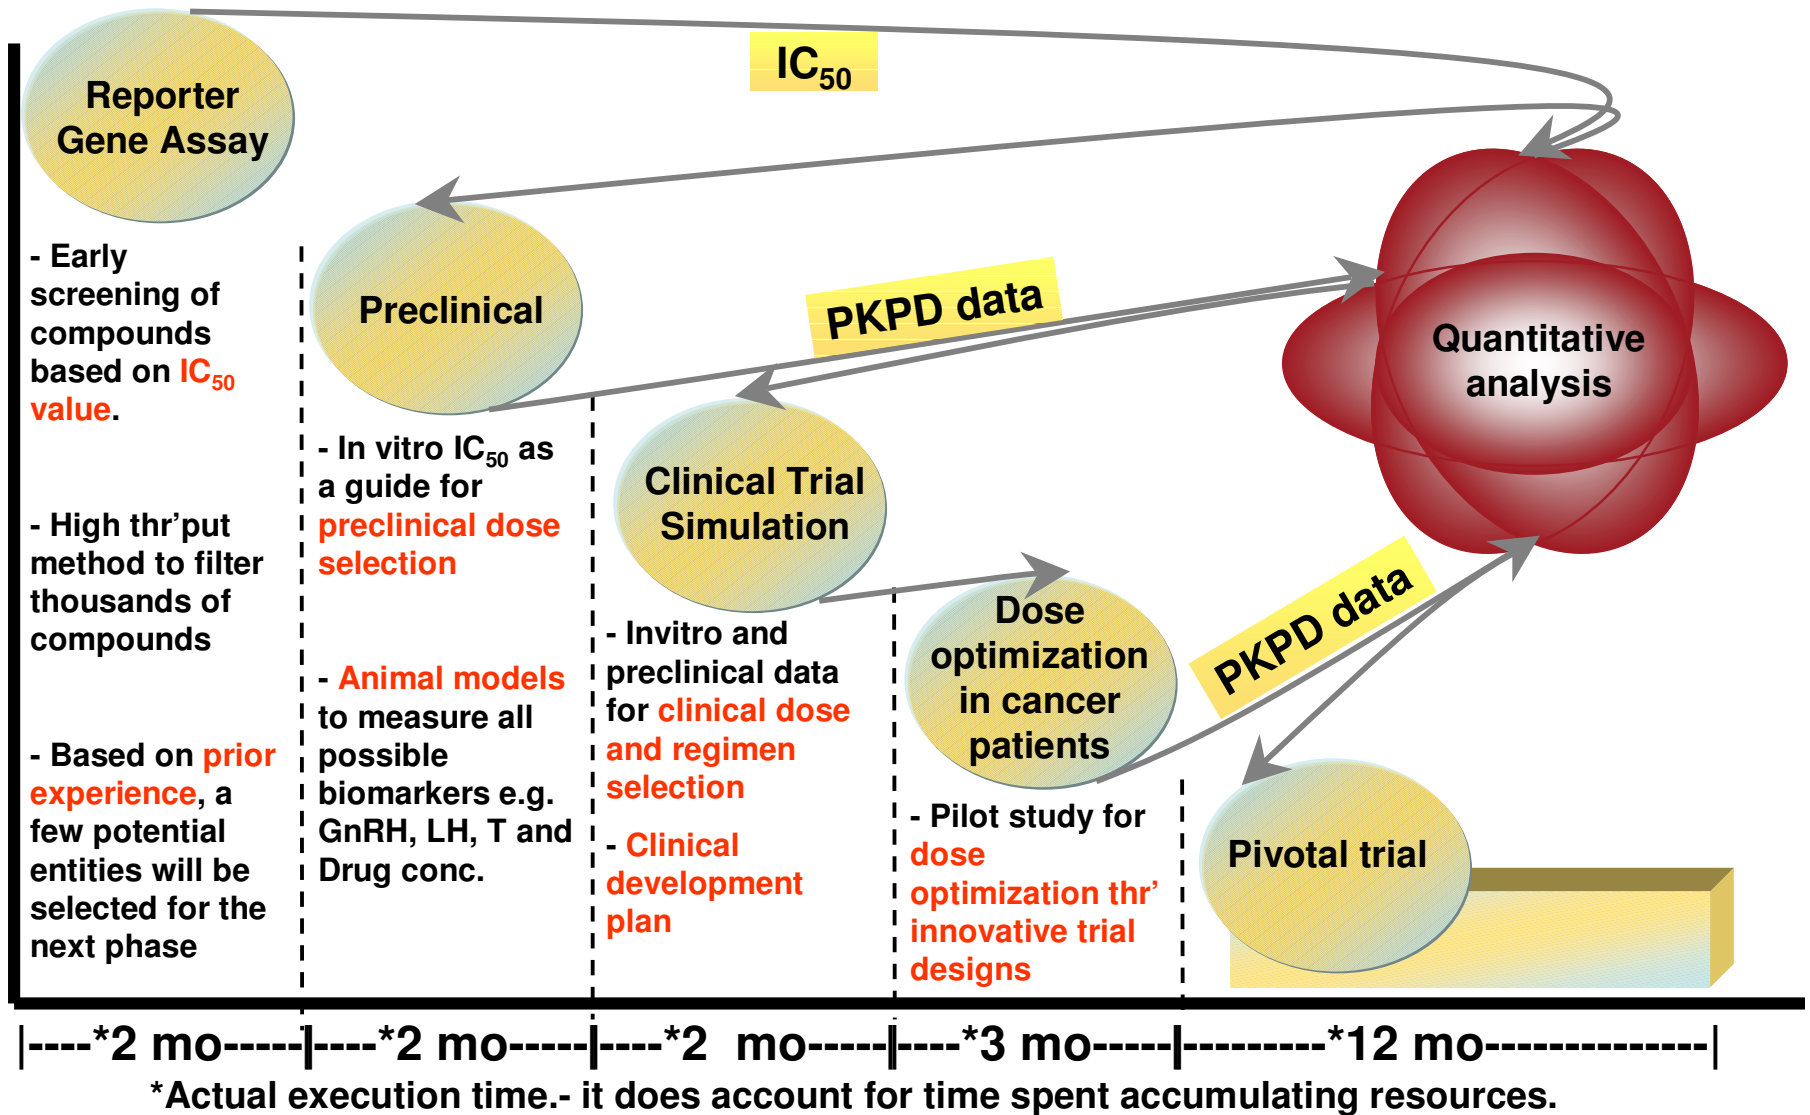 IC50
Reporter
Gene Assay
- Early
screening of
compounds
based on IC50
value.
- High thr’put
method to filter
thousands of
compounds
- Based on prior
experience, a
few potential
entities will be
selected for the
next phase
Preclinical
- In vitro IC50 as
a guide for
preclinical dose
selection
- Animal models
to measure all
possible
biomarkers e.g.
GnRH, LH, T and
Drug conc.
PKPD data
Clinical Trial
Simulation
- Invitro and
preclinical data
for clinical dose
and regimen
selection
- Clinical
development
plan
Dose
optimization
in cancer
patients
- Pilot study for
dose
optimization thr’
innovative trial
designs
PKPD data
Quantitative
analysis
Pivotal trial
|----*2 mo-----|----*2 mo-----|----*2  mo-----|----*3 mo-----|---------*12 mo--------------|
*Actual execution time.- it does account for time spent accumulating resources.